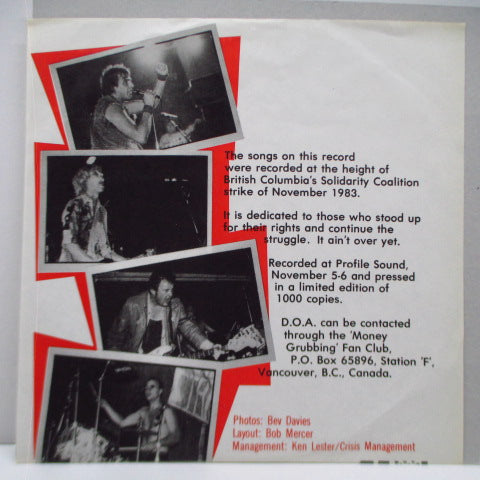 The songs on this record
were recorded at the height of
British Columbia's Solidarity Coalition
strike of November 1983.
It is dedicated to those who stood up
for their rights and continue the
struggle. It ain't over yet.
Recorded at Profile Sound,
November 5-6 and pressed
in a limited edition of
1000 copies.
D.O.A. can be contacted
through the 'Money
Grubbing' Fan Club,
P.O. Box 65896, Station 'F',
Vancouver, B.C., Canada.
Photos: Bev Davies
Layout: Bob Mercer
Management: Ken Lester/Crisis Management